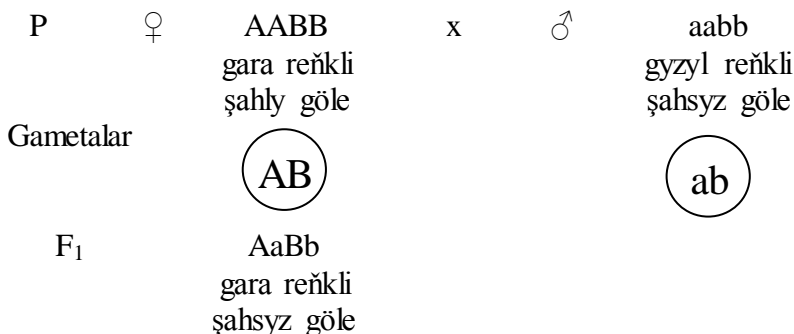 P ♀ AABB x ♂ aabb
gara reňkli gyzyl reňkli
şahly göle şahsyz göle
Gametalar
AB ab
F₁ AaBb
gara reňkli
şahsyz göle